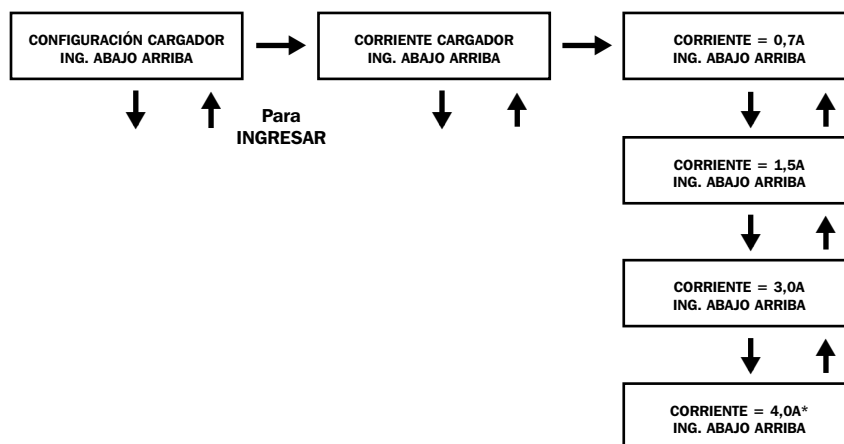 CONFIGURACIÓN CARGADOR
ING. ABAJO ARRIBA
CORRIENTE CARGADOR
ING. ABAJO ARRIBA
CORRIENTE = 0,7A
ING. ABAJO ARRIBA
Para
INGRESAR
CORRIENTE = 1,5A
ING. ABAJO ARRIBA
CORRIENTE = 3,0A
ING. ABAJO ARRIBA
CORRIENTE = 4,0A*
ING. ABAJO ARRIBA